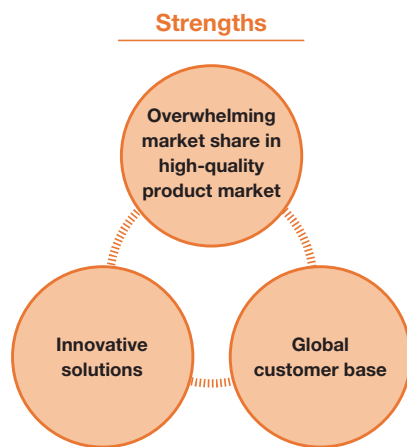 Strengths
Overwhelming
market share in
high-quality
product market
Innovative
solutions
Global
customer base